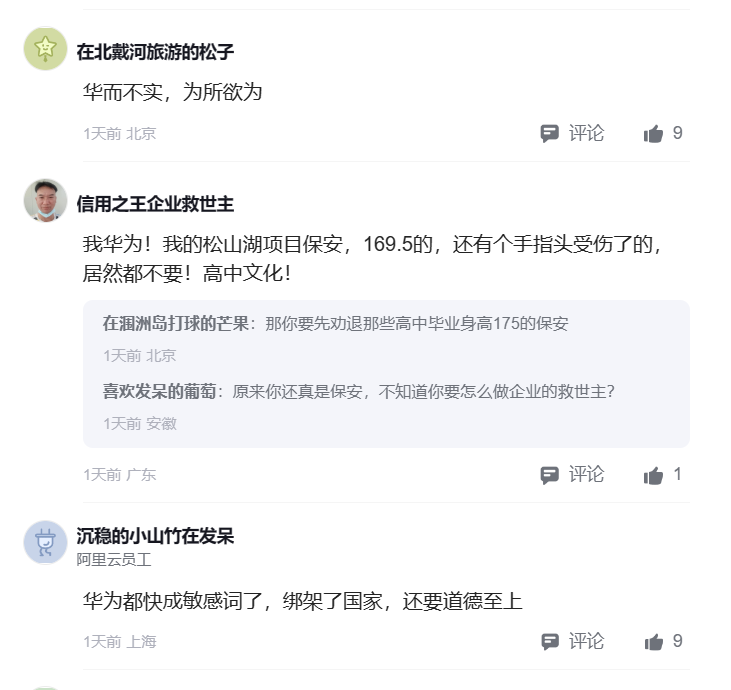 在北戴河旅游的松子
华而不实，为所欲为
1天前 北京
评论
9
信用之王企业救世主
我华为！我的松山湖项目保安，169.5的，还有个手指头受伤了的，
居然都不要！高中文化！
在涠洲岛打球的芒果：那你要先劝退那些高中毕业身高175的保安
1天前 北京
喜欢发呆的葡萄：原来你还真是保安，不知道你要怎么做企业的救世主？
1天前 安徽
1天前 广东
评论
1
沉稳的小山竹在发呆
阿里云员工
华为都快成敏感词了，绑架了国家，还要道德至上
1天前 上海
评论
9